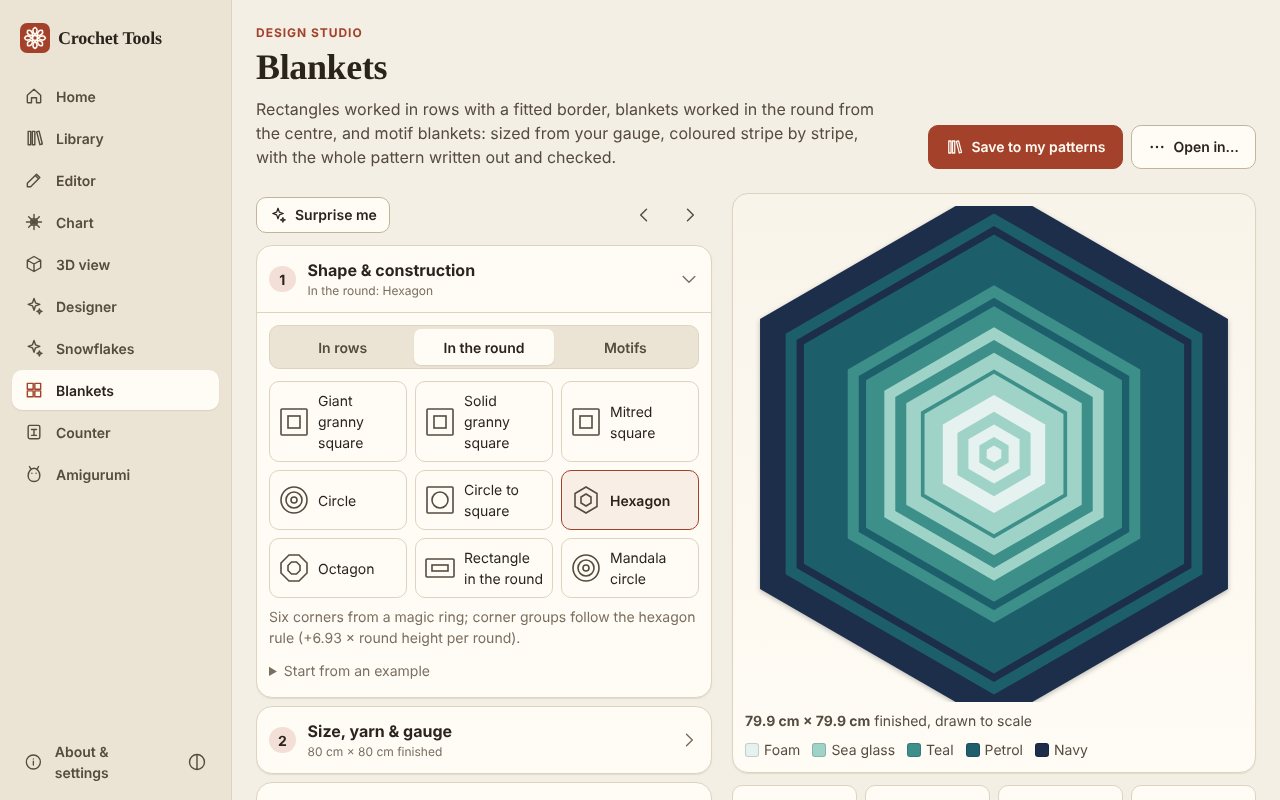 Crochet Tools
Home
Library
Editor
Chart
3D view
Designer
Snowflakes
Blankets
Counter
Amigurumi
About &
settings
DESIGN STUDIO
Blankets
Rectangles worked in rows with a fitted border, blankets worked in the round from
the centre, and motif blankets: sized from your gauge, coloured stripe by stripe,
with the whole pattern written out and checked.
Save to my patterns
Open in...
Surprise me
1
Shape & construction
In the round: Hexagon
In rows
In the round
Motifs
Giant
granny
square
Solid
granny
square
Mitred
square
Circle
Circle to
square
Hexagon
Octagon
Rectangle
in the round
Mandala
circle
Six corners from a magic ring; corner groups follow the hexagon
rule (+6.93 × round height per round).
Start from an example
2
Size, yarn & gauge
80 cm × 80 cm finished
79.9 cm × 79.9 cm finished, drawn to scale
Foam
Sea glass
Teal
Petrol
Navy